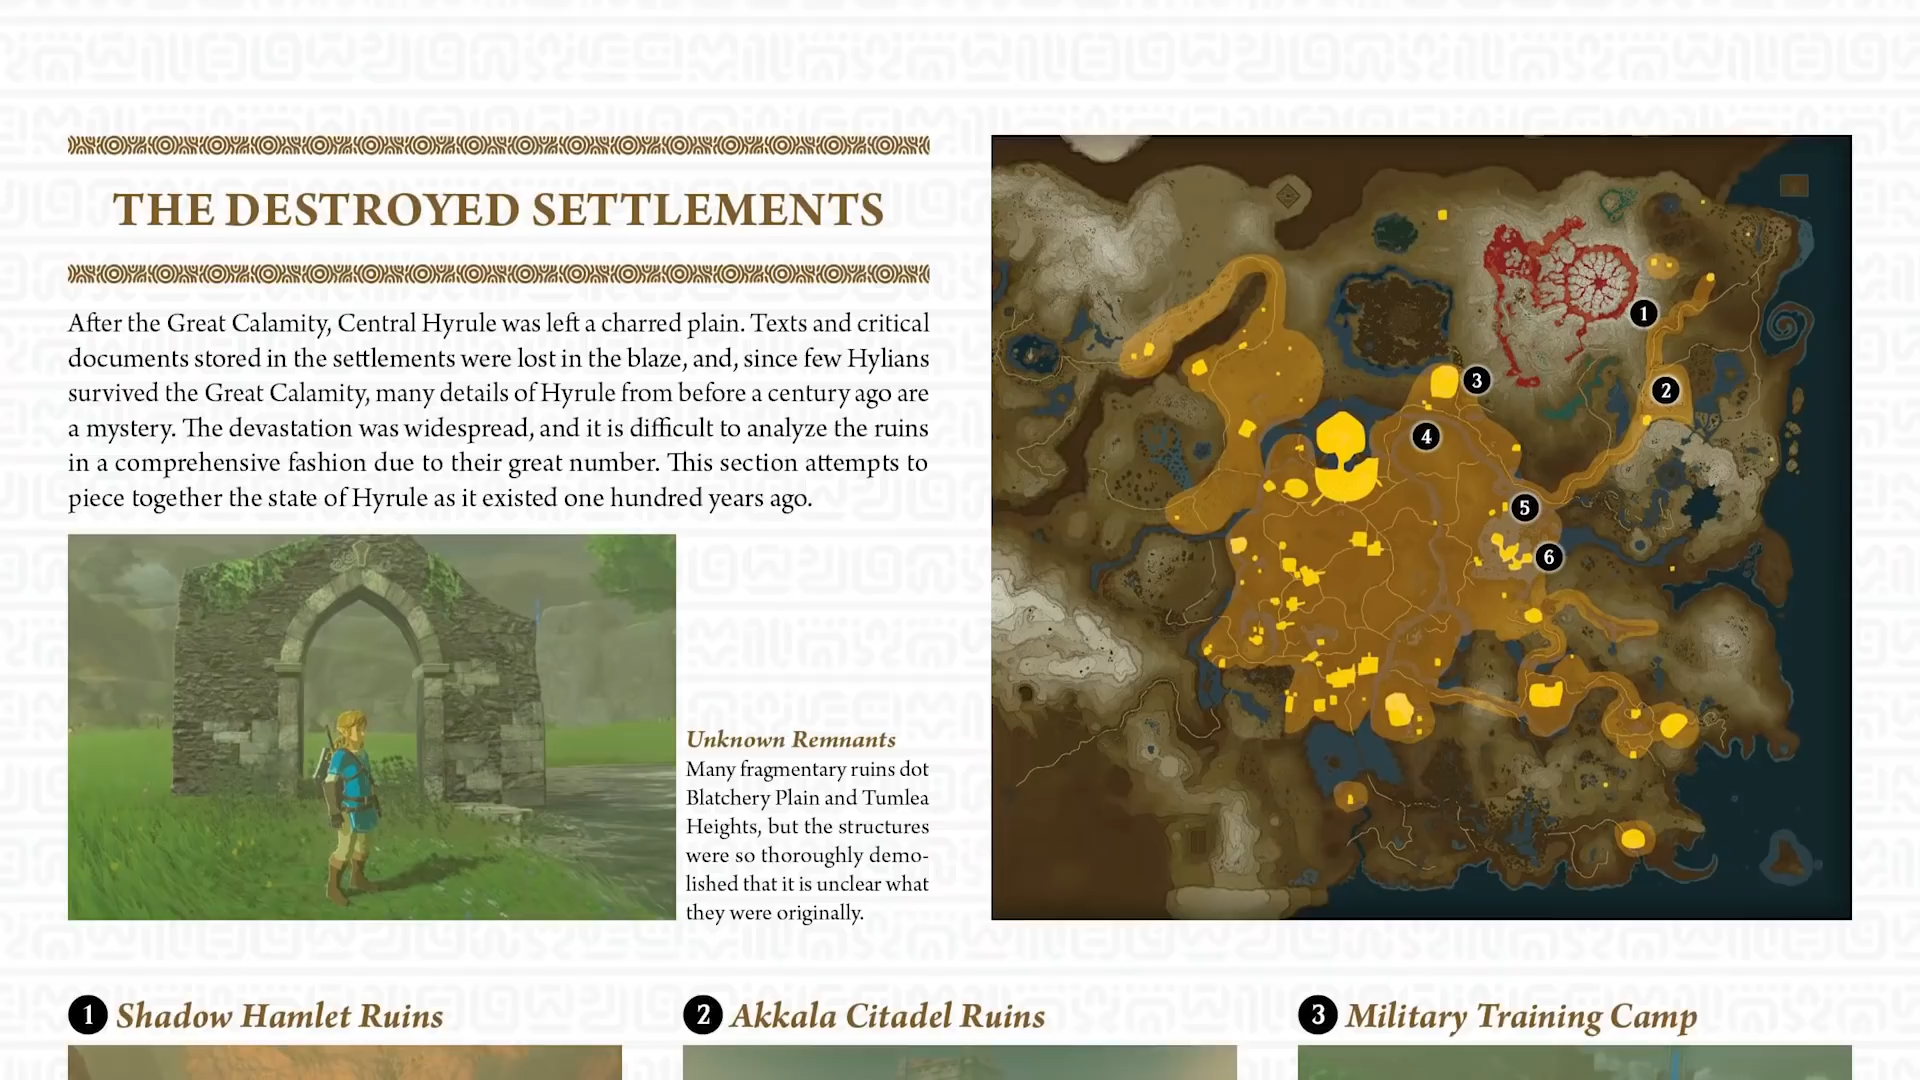 THE DESTROYED SETTLEMENTS
After the Great Calamity, Central Hyrule was left a charred plain. Texts and critical
documents stored in the settlements were lost in the blaze, and, since few Hylians
survived the Great Calamity, many details of Hyrule from before a century ago are
a mystery. The devastation was widespread, and it is difficult to analyze the ruins
in a comprehensive fashion due to their great number. This section attempts to
piece together the state of Hyrule as it existed one hundred years ago.
Unknown Remnants
Many fragmentary ruins dot
Blatchery Plain and Tumlea
Heights, but the structures
were so thoroughly demo-
lished that it is unclear what
they were originally.
1
2
3
4
5
6
1 Shadow Hamlet Ruins
2 Akkala Citadel Ruins
3 Military Training Camp